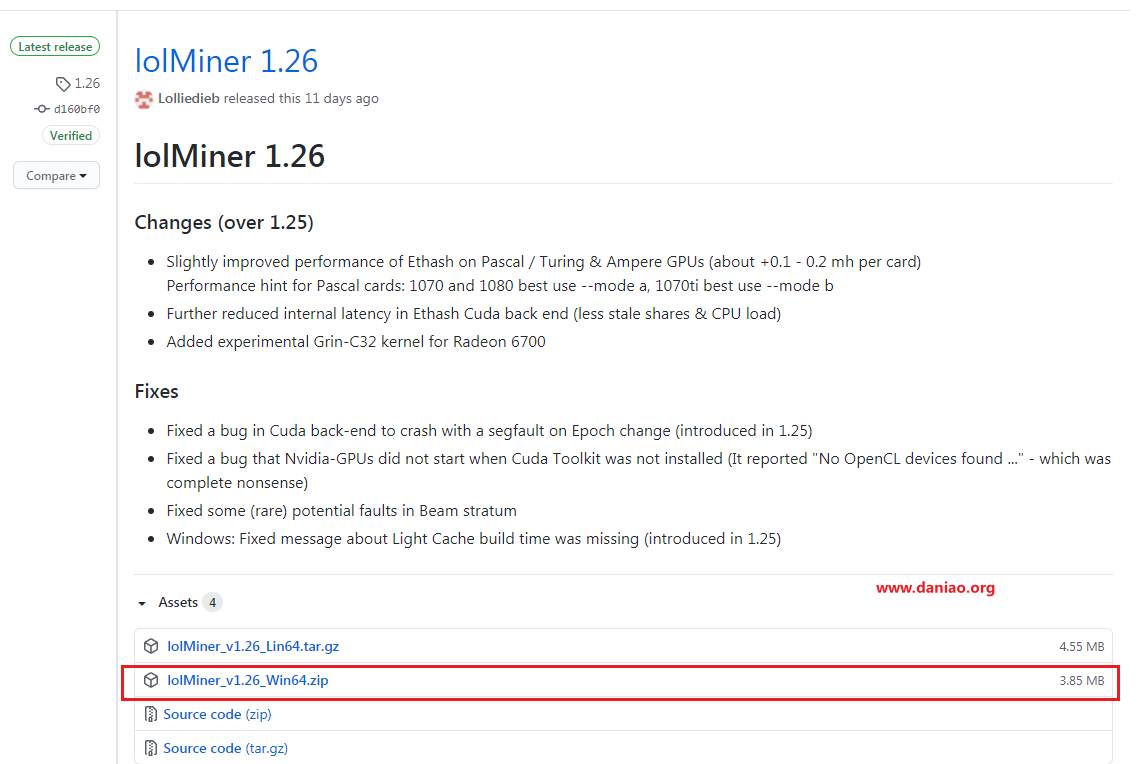 Latest release
1.26
d160bf0
Verified
Compare
lolMiner 1.26
Lolliedieb released this 11 days ago
lolMiner 1.26
Changes (over 1.25)
Slightly improved performance of Ethash on Pascal / Turing & Ampere GPUs (about +0.1 - 0.2 mh per card)
Performance hint for Pascal cards: 1070 and 1080 best use --mode a, 1070ti best use --mode b
Further reduced internal latency in Ethash Cuda back end (less stale shares & CPU load)
Added experimental Grin-C32 kernel for Radeon 6700
Fixes
Fixed a bug in Cuda back-end to crash with a segfault on Epoch change (introduced in 1.25)
Fixed a bug that Nvidia-GPUs did not start when Cuda Toolkit was not installed (It reported "No OpenCL devices found ..." - which was
complete nonsense)
Fixed some (rare) potential faults in Beam stratum
Windows: Fixed message about Light Cache build time was missing (introduced in 1.25)
www.daniao.org
Assets 4
lolMiner_v1.26_Lin64.tar.gz 4.55 MB
lolMiner_v1.26_Win64.zip 3.85 MB
Source code (zip)
Source code (tar.gz)